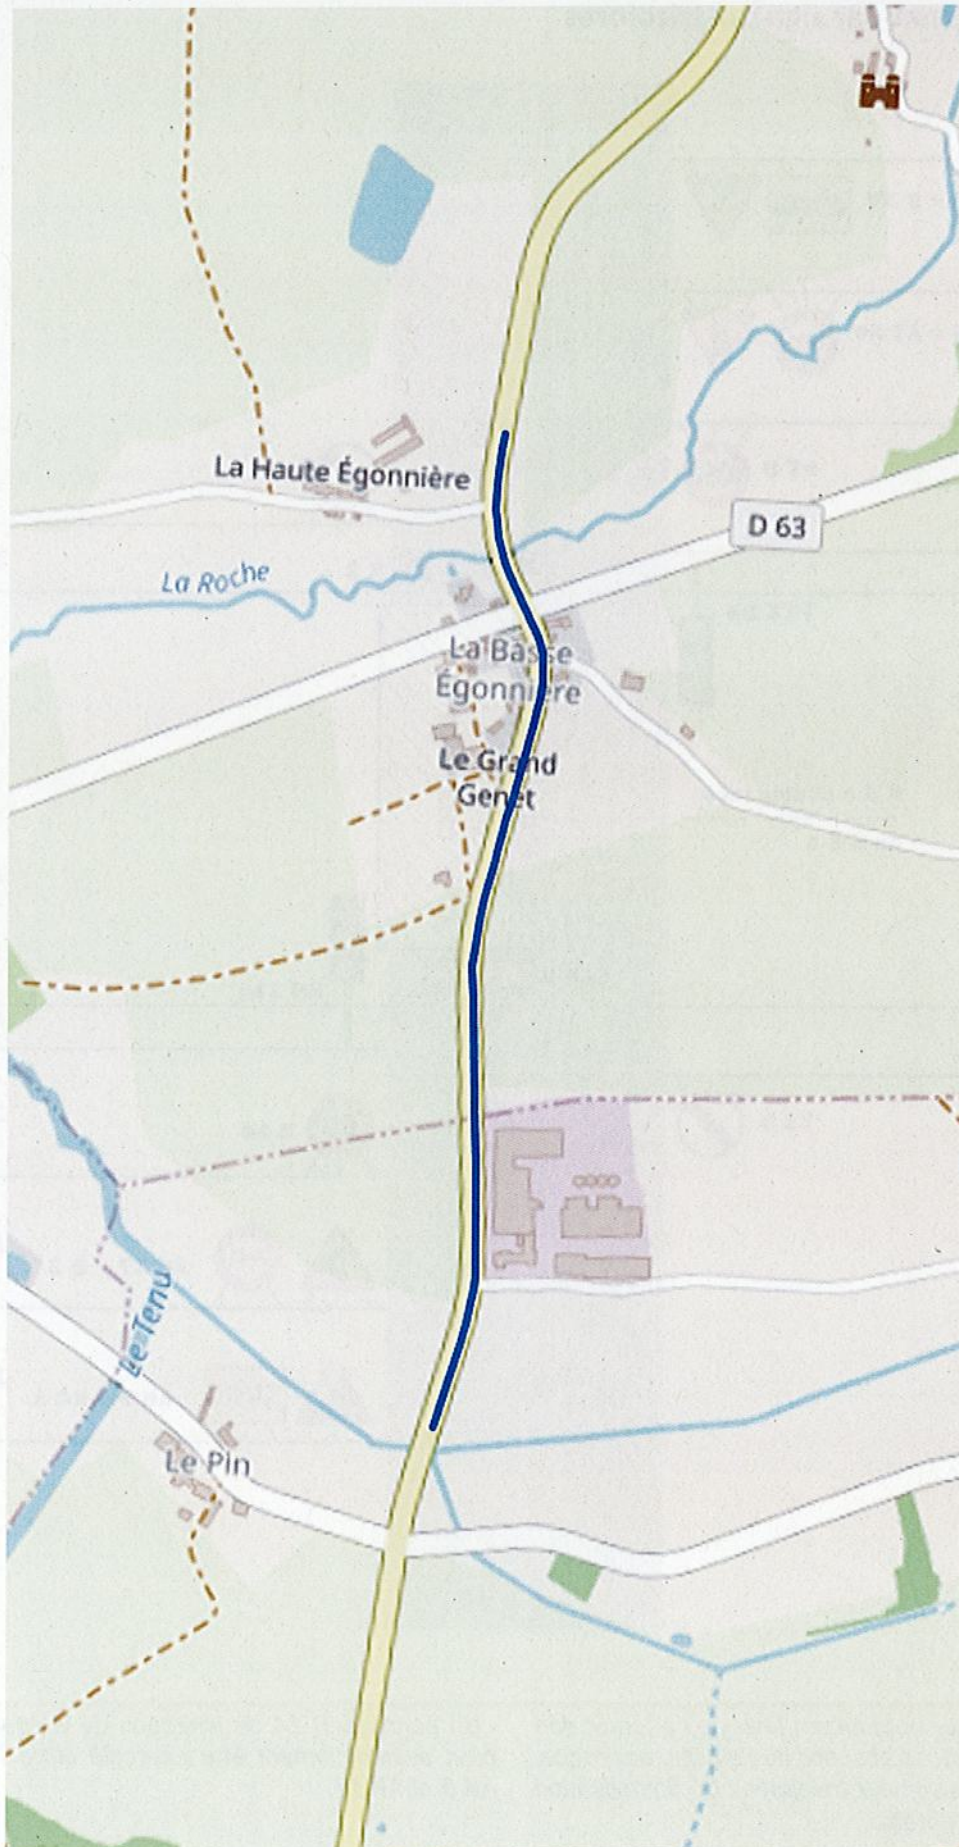 La Haute Égonnière
D 63
La Roche
La Basse
Égonnière
Le Grand
Genet
Le Tenu
Le Pin